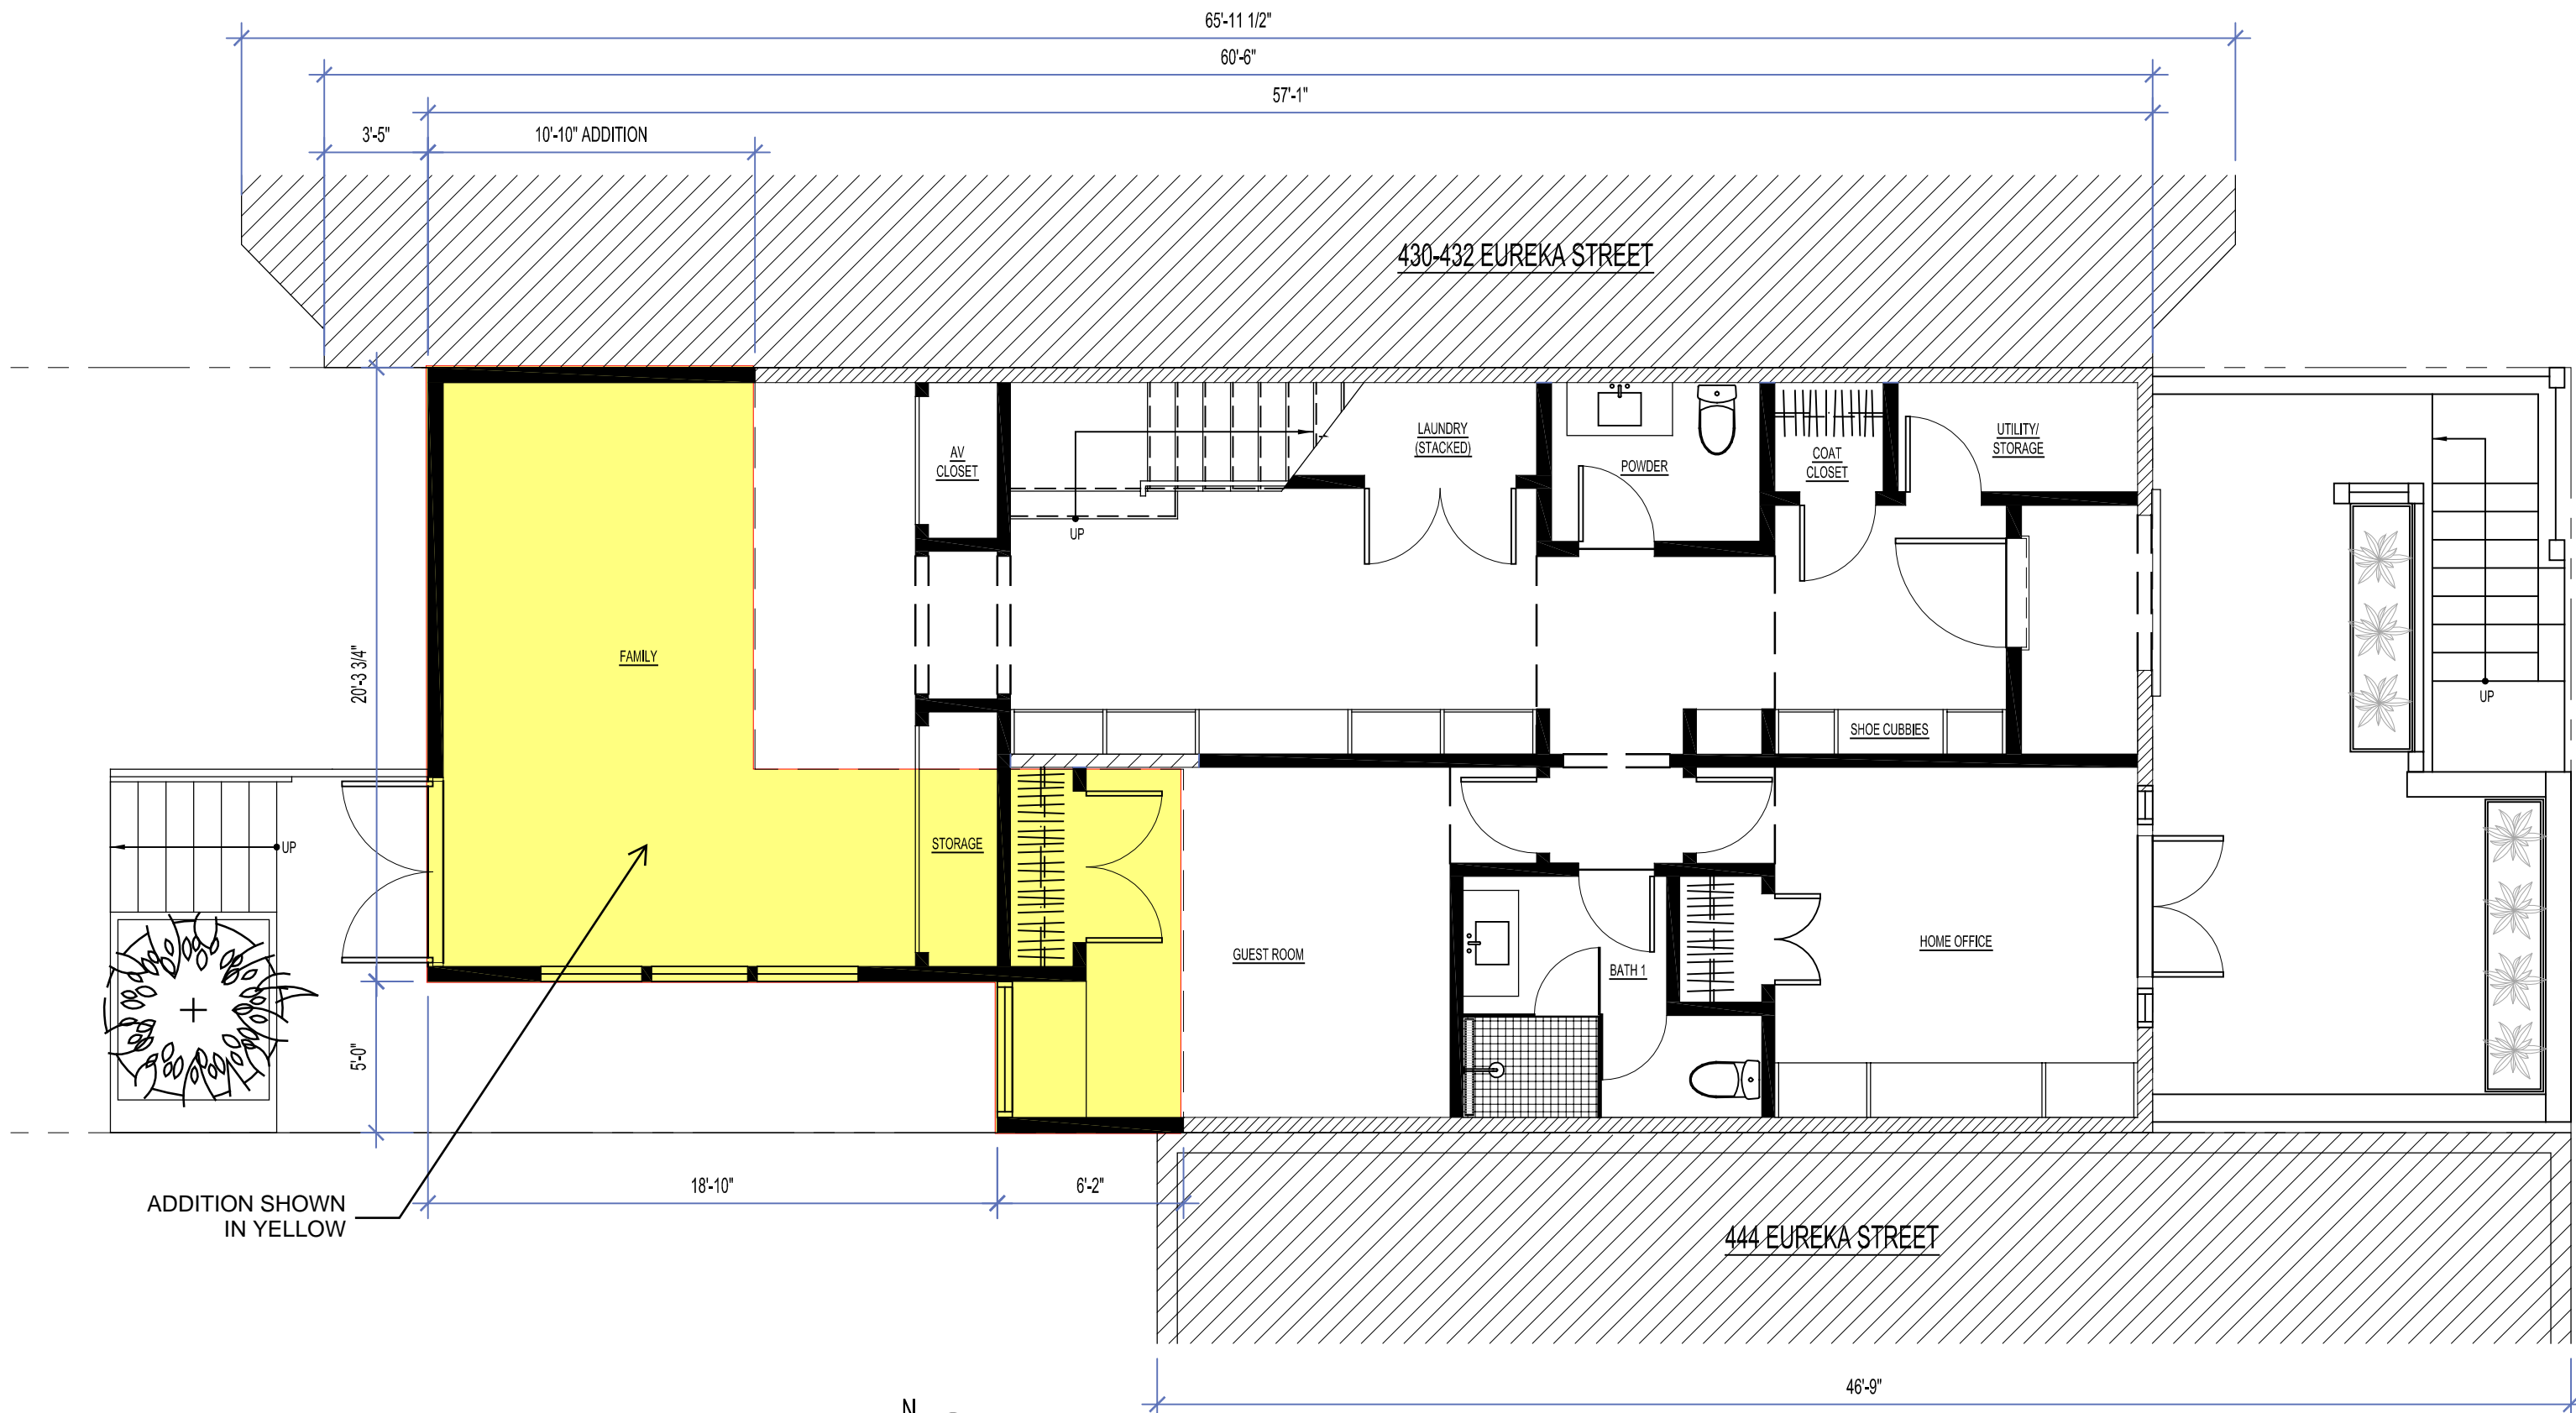 65'-11 1/2"
60'-6"
57'-1"
3'-5"
10'-10" ADDITION
430-432 EUREKA STREET
AV
CLOSET
LAUNDRY
(STACKED)
POWDER
COAT
CLOSET
UTILITY/
STORAGE
UP
FAMILY
20'-3 3/4"
UP
SHOE CUBBIES
UP
STORAGE
GUEST ROOM
BATH 1
HOME OFFICE
5'-0"
18'-10"
6'-2"
ADDITION SHOWN
IN YELLOW
444 EUREKA STREET
46'-9"
N